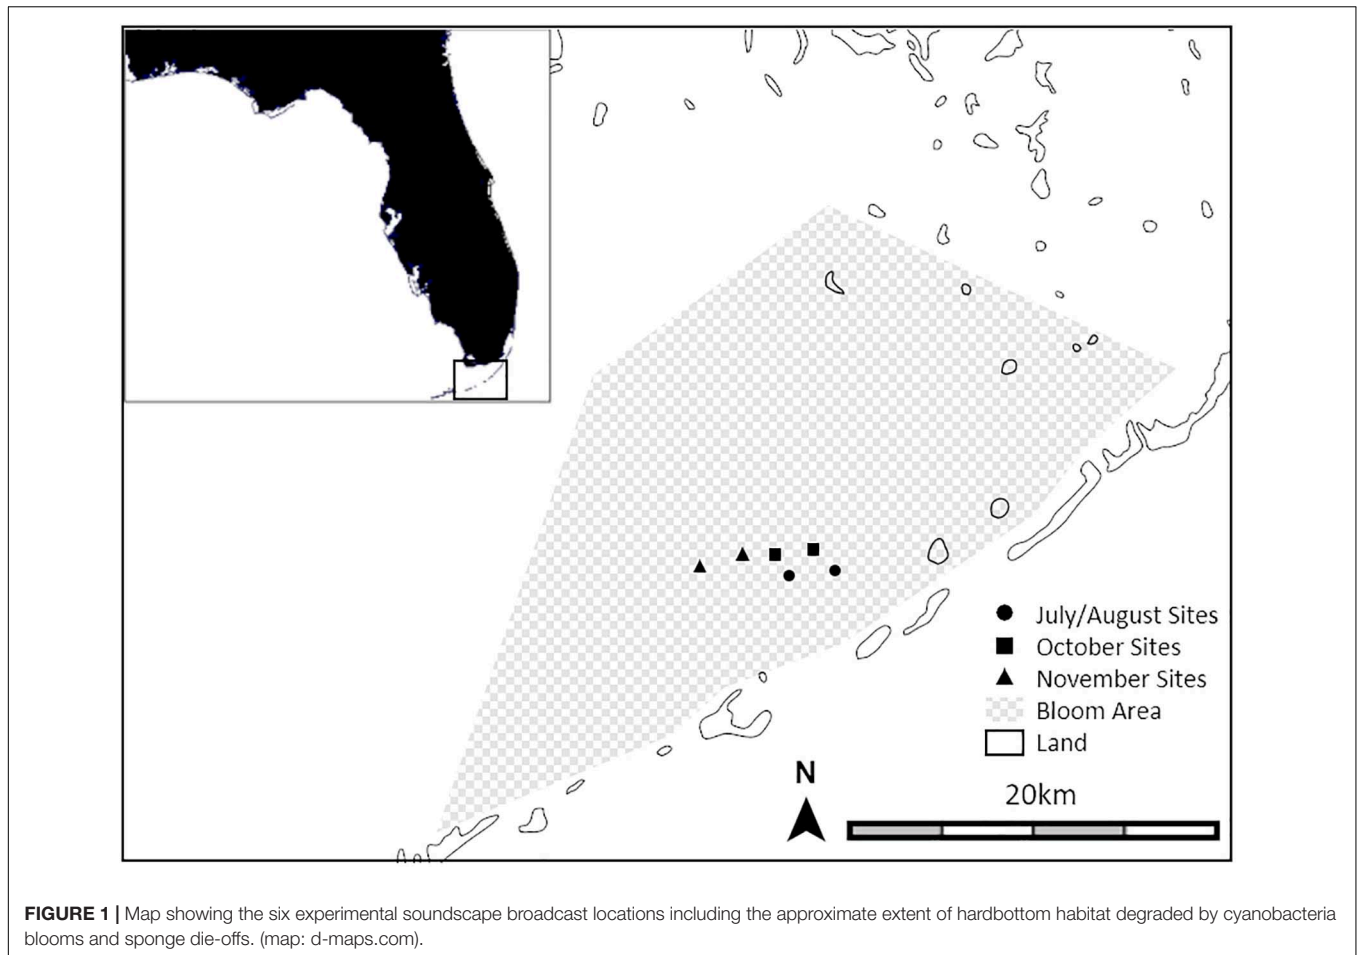 July/August Sites
October Sites
November Sites
Bloom Area
Land
N
20km
FIGURE 1 | Map showing the six experimental soundscape broadcast locations including the approximate extent of hardbottom habitat degraded by cyanobacteria
blooms and sponge die-offs. (map: d-maps.com).